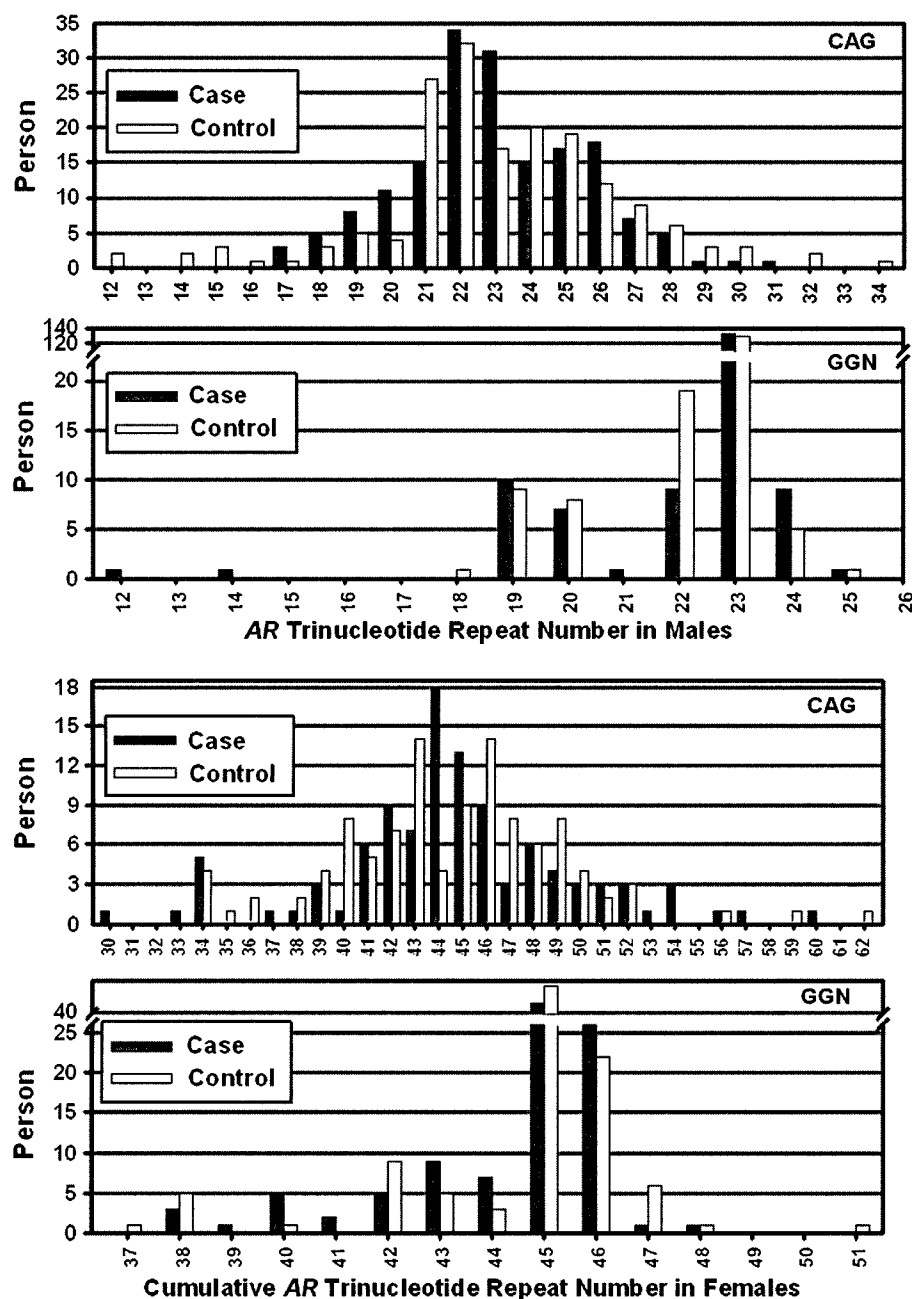 35
30
25
20
15
10
5
0
Person
CAG
Case
Control
12 13 14 15 16 17 18 19 20 21 22 23 24 25 26 27 28 29 30 31 32 33 34
140
120
20
15
10
5
0
Person
GGN
Case
Control
12 13 14 15 16 17 18 19 20 21 22 23 24 25 26
AR Trinucleotide Repeat Number in Males
18
15
12
9
6
3
0
Person
CAG
Case
Control
30 31 32 33 34 35 36 37 38 39 40 41 42 43 44 45 46 47 48 49 50 51 52 53 54 55 56 57 58 59 60 61 62
40
25
20
15
10
5
0
Person
GGN
Case
Control
37 38 39 40 41 42 43 44 45 46 47 48 49 50 51
Cumulative AR Trinucleotide Repeat Number in Females